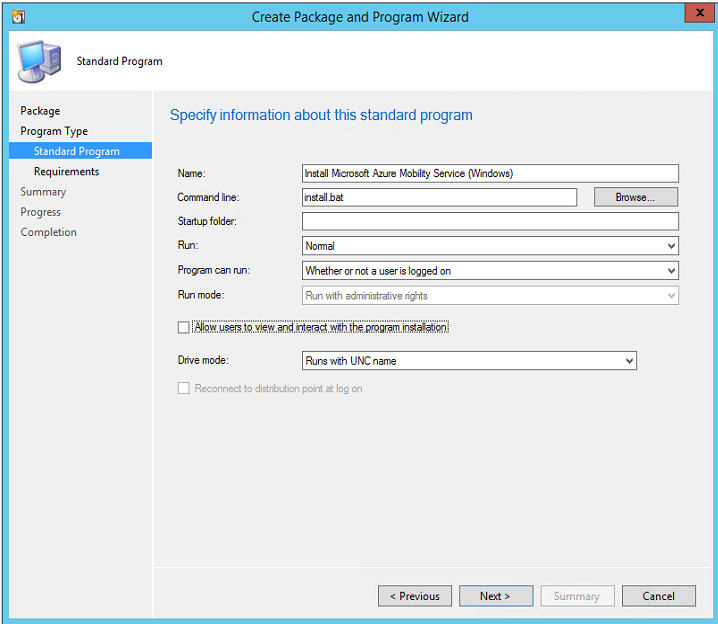 Create Package and Program Wizard
x
Standard Program
Package
Program Type
Standard Program
Requirements
Summary
Progress
Completion
Specify information about this standard program
Name: Install Microsoft Azure Mobility Service (Windows)
Command line: install.bat Browse...
Startup folder:
Run: Normal
Program can run: Whether or not a user is logged on
Run mode: Run with administrative rights
Allow users to view and interact with the program installation
Drive mode: Runs with UNC name
Reconnect to distribution point at log on
< Previous Next > Summary Cancel